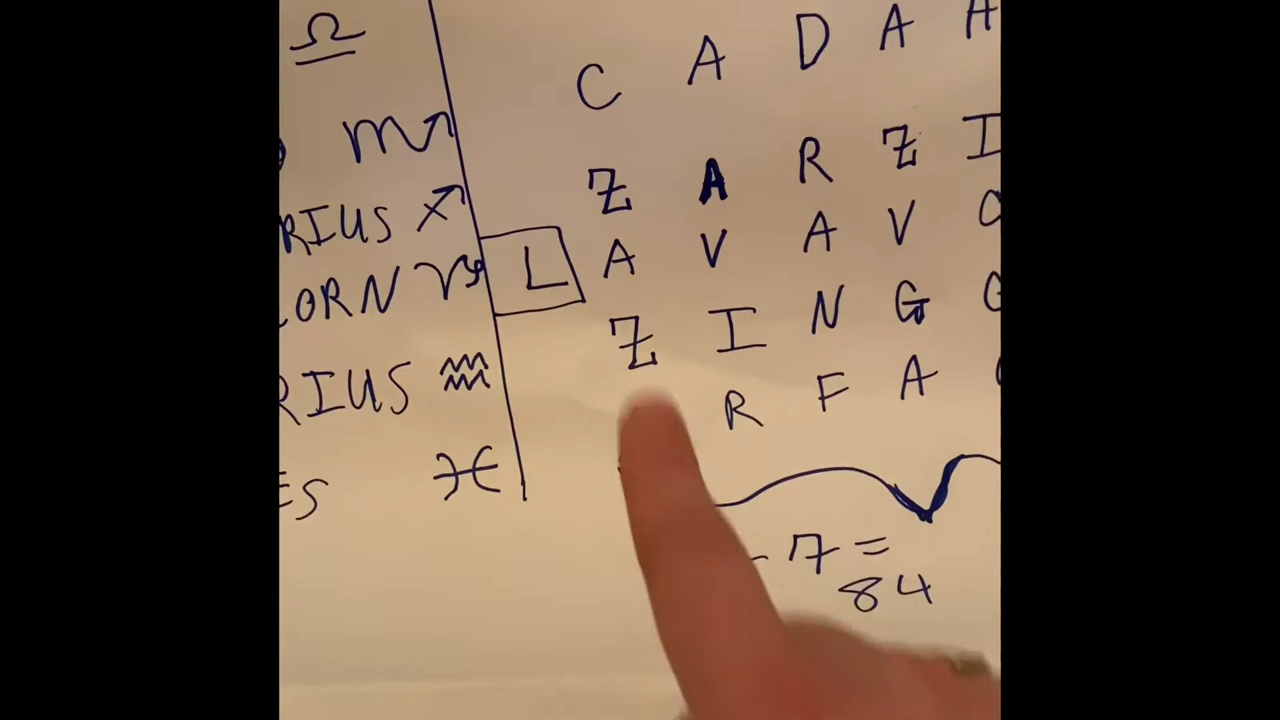 ♎
C A D A H
♏
Z A R Z I
RIUS ♐
A V A V
L
ORN ♑
Z I N G
RIUS ♒
R F A
ES ♓
- 7 =
84